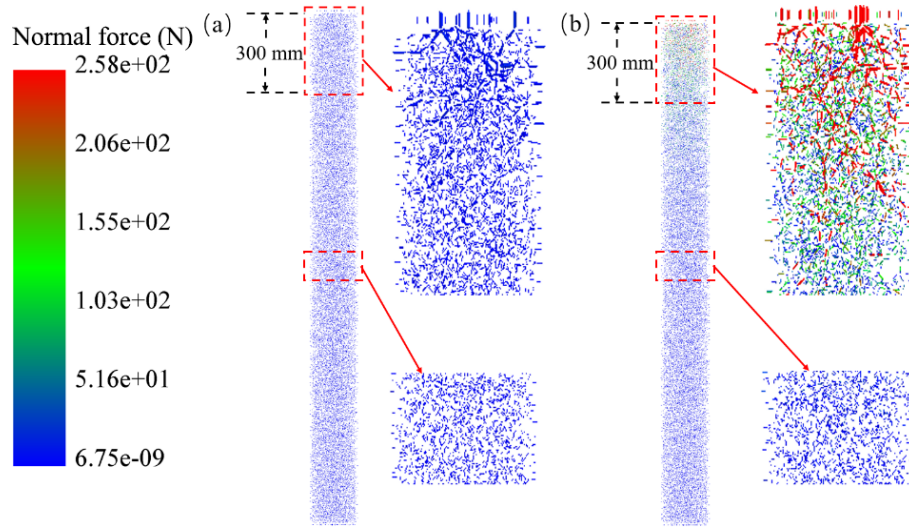 Normal force (N)
2.58e+02
2.06e+02
1.55e+02
1.03e+02
5.16e+01
6.75e-09
(a)
300 mm
(b)
300 mm